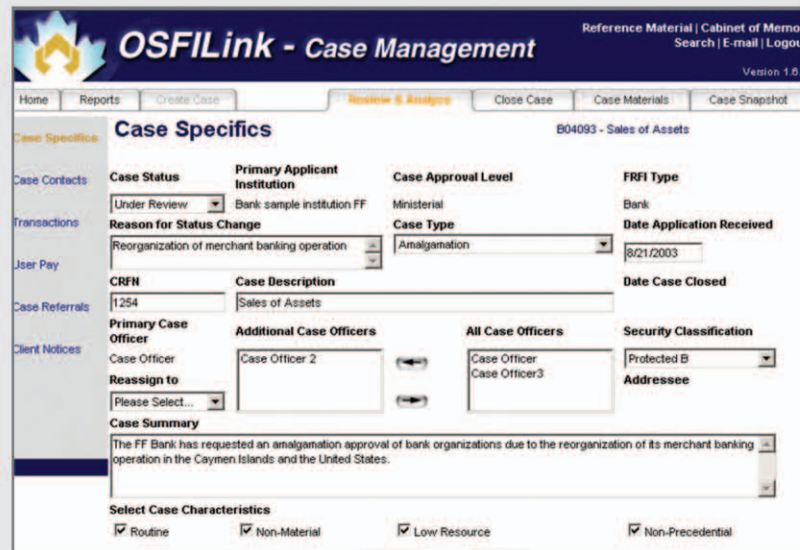 OSFILink - Case Management
Reference Material | Cabinet of Memo
Search | E-mail | Logou
Version 1.6.
Home Reports Create Case Review & Analyze Close Case Case Materials Case Snapshot
Case Specifics
Case Contacts
Transactions
User Pay
Case Referrals
Client Notices
Case Specifics B04093 - Sales of Assets
Case Status Primary Applicant Institution Case Approval Level FRFI Type
Under Review Bank sample institution FF Ministerial Bank
Reason for Status Change Case Type Date Application Received
Reorganization of merchant banking operation Amalgamation 8/21/2003
CRFN Case Description Date Case Closed
1254 Sales of Assets
Primary Case Officer Additional Case Officers All Case Officers Security Classification
Case Officer Case Officer 2 Case Officer Protected B
Case Officer3
Reassign to Addressee
Please Select...
Case Summary
The FF Bank has requested an amalgamation approval of bank organizations due to the reorganization of its merchant banking
operation in the Caymen Islands and the United States.
Select Case Characteristics
Routine Non-Material Low Resource Non-Precedential